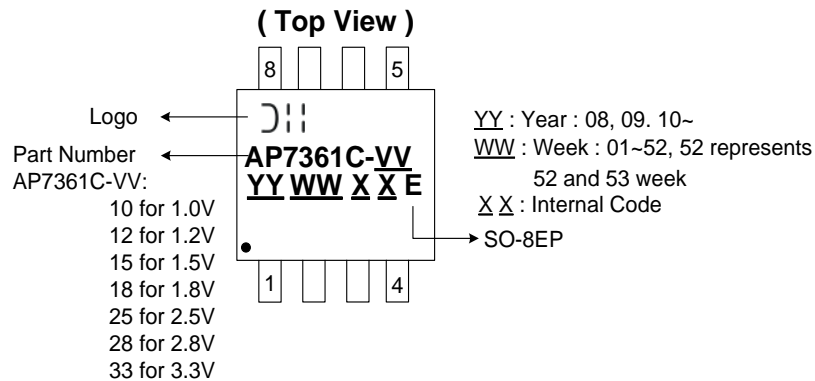 ( Top View )
8
5
Logo
Part Number
AP7361C-VV:
10 for 1.0V
12 for 1.2V
15 for 1.5V
18 for 1.8V
25 for 2.5V
28 for 2.8V
33 for 3.3V
AP7361C-VV
YY WW X X E
1
4
YY : Year : 08, 09. 10~
WW : Week : 01~52, 52 represents
52 and 53 week
X X : Internal Code
SO-8EP